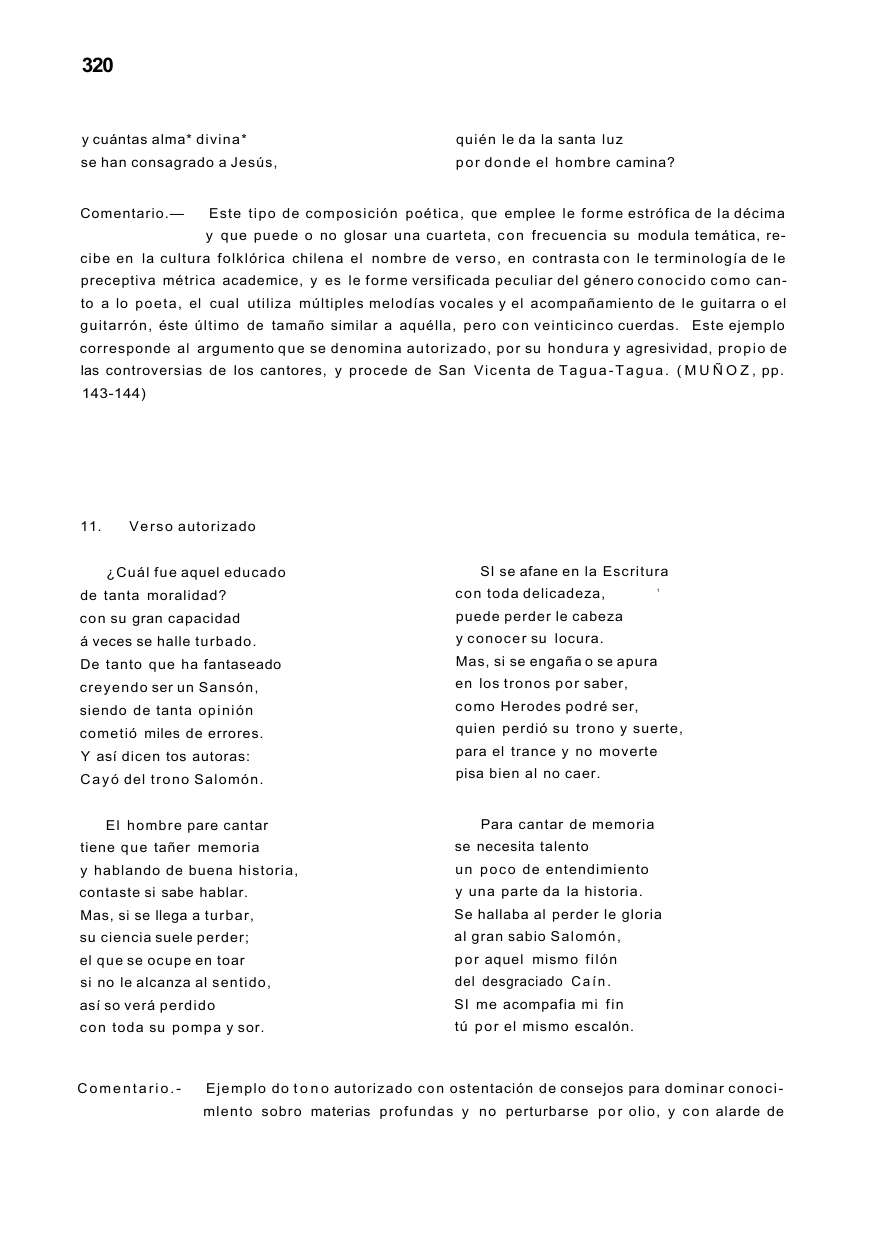 320
y cuántas alma* divina*
se han consagrado a Jesús,
quién le da la santa luz
por donde el hombre camina?
Comentario.— Este tipo de composición poética, que emplee le forme estrófica de la décima
y que puede o no glosar una cuarteta, con frecuencia su modula temática, re-
cibe en la cultura folklórica chilena el nombre de verso, en contrasta con le terminología de le
preceptiva métrica academice, y es le forme versificada peculiar del género conocido como can-
to a lo poeta, el cual utiliza múltiples melodías vocales y el acompañamiento de le guitarra o el
guitarrón, éste último de tamaño similar a aquélla, pero con veinticinco cuerdas. Este ejemplo
corresponde al argumento que se denomina autorizado, por su hondura y agresividad, propio de
las controversias de los cantores, y procede de San Vicenta de Tagua-Tagua. (MUÑOZ, pp.
143-144)
11. Verso autorizado
¿Cuál fue aquel educado
de tanta moralidad?
con su gran capacidad
á veces se halle turbado.
De tanto que ha fantaseado
creyendo ser un Sansón,
siendo de tanta opinión
cometió miles de errores.
Y así dicen tos autoras:
Cayó del trono Salomón.
El hombre pare cantar
tiene que tañer memoria
y hablando de buena historia,
contaste si sabe hablar.
Mas, si se llega a turbar,
su ciencia suele perder;
el que se ocupe en toar
si no le alcanza al sentido,
así so verá perdido
con toda su pompa y sor.
SI se afane en la Escritura
con toda delicadeza,
puede perder le cabeza
y conocer su locura.
Mas, si se engaña o se apura
en los tronos por saber,
como Herodes podré ser,
quien perdió su trono y suerte,
para el trance y no moverte
pisa bien al no caer.
Para cantar de memoria
se necesita talento
un poco de entendimiento
y una parte da la historia.
Se hallaba al perder le gloria
al gran sabio Salomón,
por aquel mismo filón
del desgraciado Caín.
SI me acompafia mi fin
tú por el mismo escalón.
Comentario.- Ejemplo do tono autorizado con ostentación de consejos para dominar conoci-
mlento sobro materias profundas y no perturbarse por olio, y con alarde de